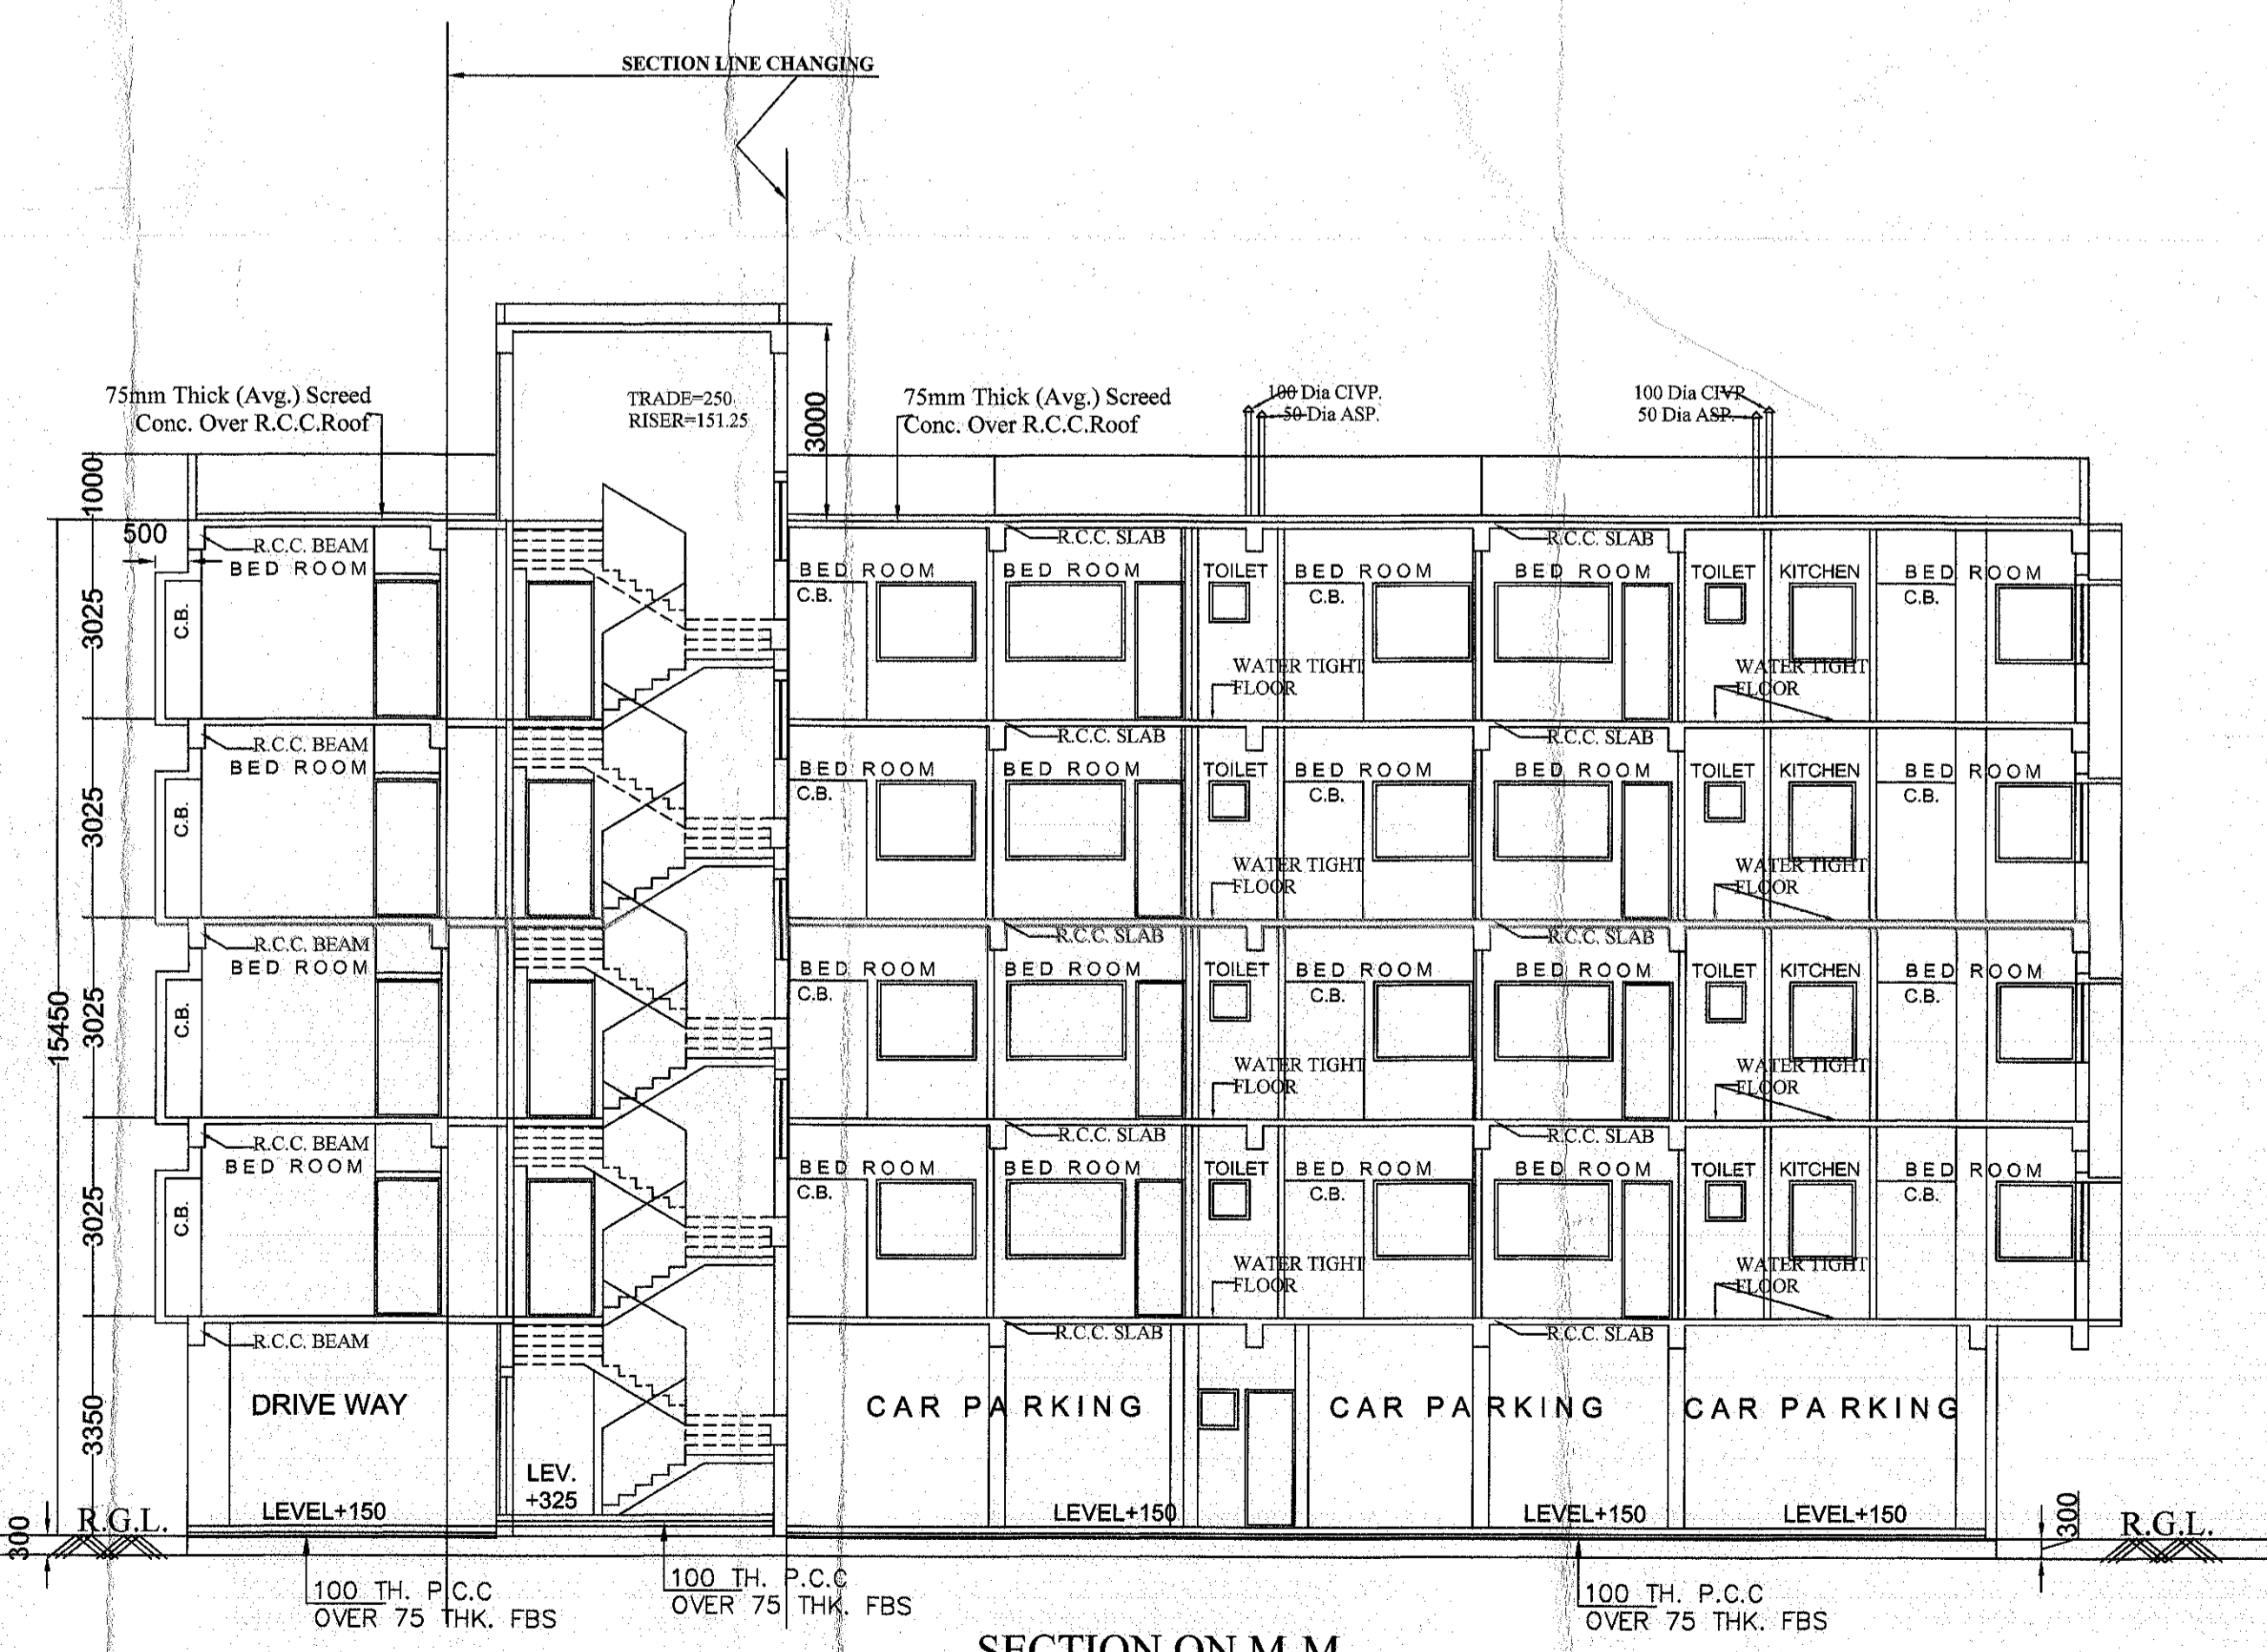 SECTION LINE CHANGING
75mm Thick (Avg.) Screed
Conc. Over R.C.C.Roof
TRADE=250.
RISER=151.25
3000
75mm Thick (Avg.) Screed
Conc. Over R.C.C.Roof
100 Dia CIVP.
50 Dia ASP.
100 Dia CIVP.
50 Dia ASP.
1000
500
R.C.C. BEAM
BED ROOM
C.B.
3025
R.C.C. SLAB
R.C.C. SLAB
BED ROOM
C.B.
BED ROOM
TOILET
BED ROOM
C.B.
BED ROOM
TOILET
KITCHEN
BED ROOM
C.B.
WATER TIGHT
FLOOR
WATER TIGHT
FLOOR
R.C.C. BEAM
BED ROOM
C.B.
3025
R.C.C. SLAB
R.C.C. SLAB
BED ROOM
C.B.
BED ROOM
TOILET
BED ROOM
C.B.
BED ROOM
TOILET
KITCHEN
BED ROOM
C.B.
WATER TIGHT
FLOOR
WATER TIGHT
FLOOR
15450
R.C.C. BEAM
BED ROOM
C.B.
3025
R.C.C. SLAB
R.C.C. SLAB
BED ROOM
C.B.
BED ROOM
TOILET
BED ROOM
C.B.
BED ROOM
TOILET
KITCHEN
BED ROOM
C.B.
WATER TIGHT
FLOOR
WATER TIGHT
FLOOR
R.C.C. BEAM
BED ROOM
C.B.
3025
R.C.C. SLAB
R.C.C. SLAB
BED ROOM
C.B.
BED ROOM
TOILET
BED ROOM
C.B.
BED ROOM
TOILET
KITCHEN
BED ROOM
C.B.
WATER TIGHT
FLOOR
WATER TIGHT
FLOOR
R.C.C. BEAM
R.C.C. SLAB
R.C.C. SLAB
3350
DRIVE WAY
CAR PARKING
CAR PARKING
CAR PARKING
LEV.
+325
LEVEL+150
LEVEL+150
LEVEL+150
LEVEL+150
300
R.G.L.
300
R.G.L.
100 TH. P.C.C
OVER 75 THK. FBS
100 TH. P.C.C
OVER 75 THK. FBS
100 TH. P.C.C
OVER 75 THK. FBS
SECTION ON M-M